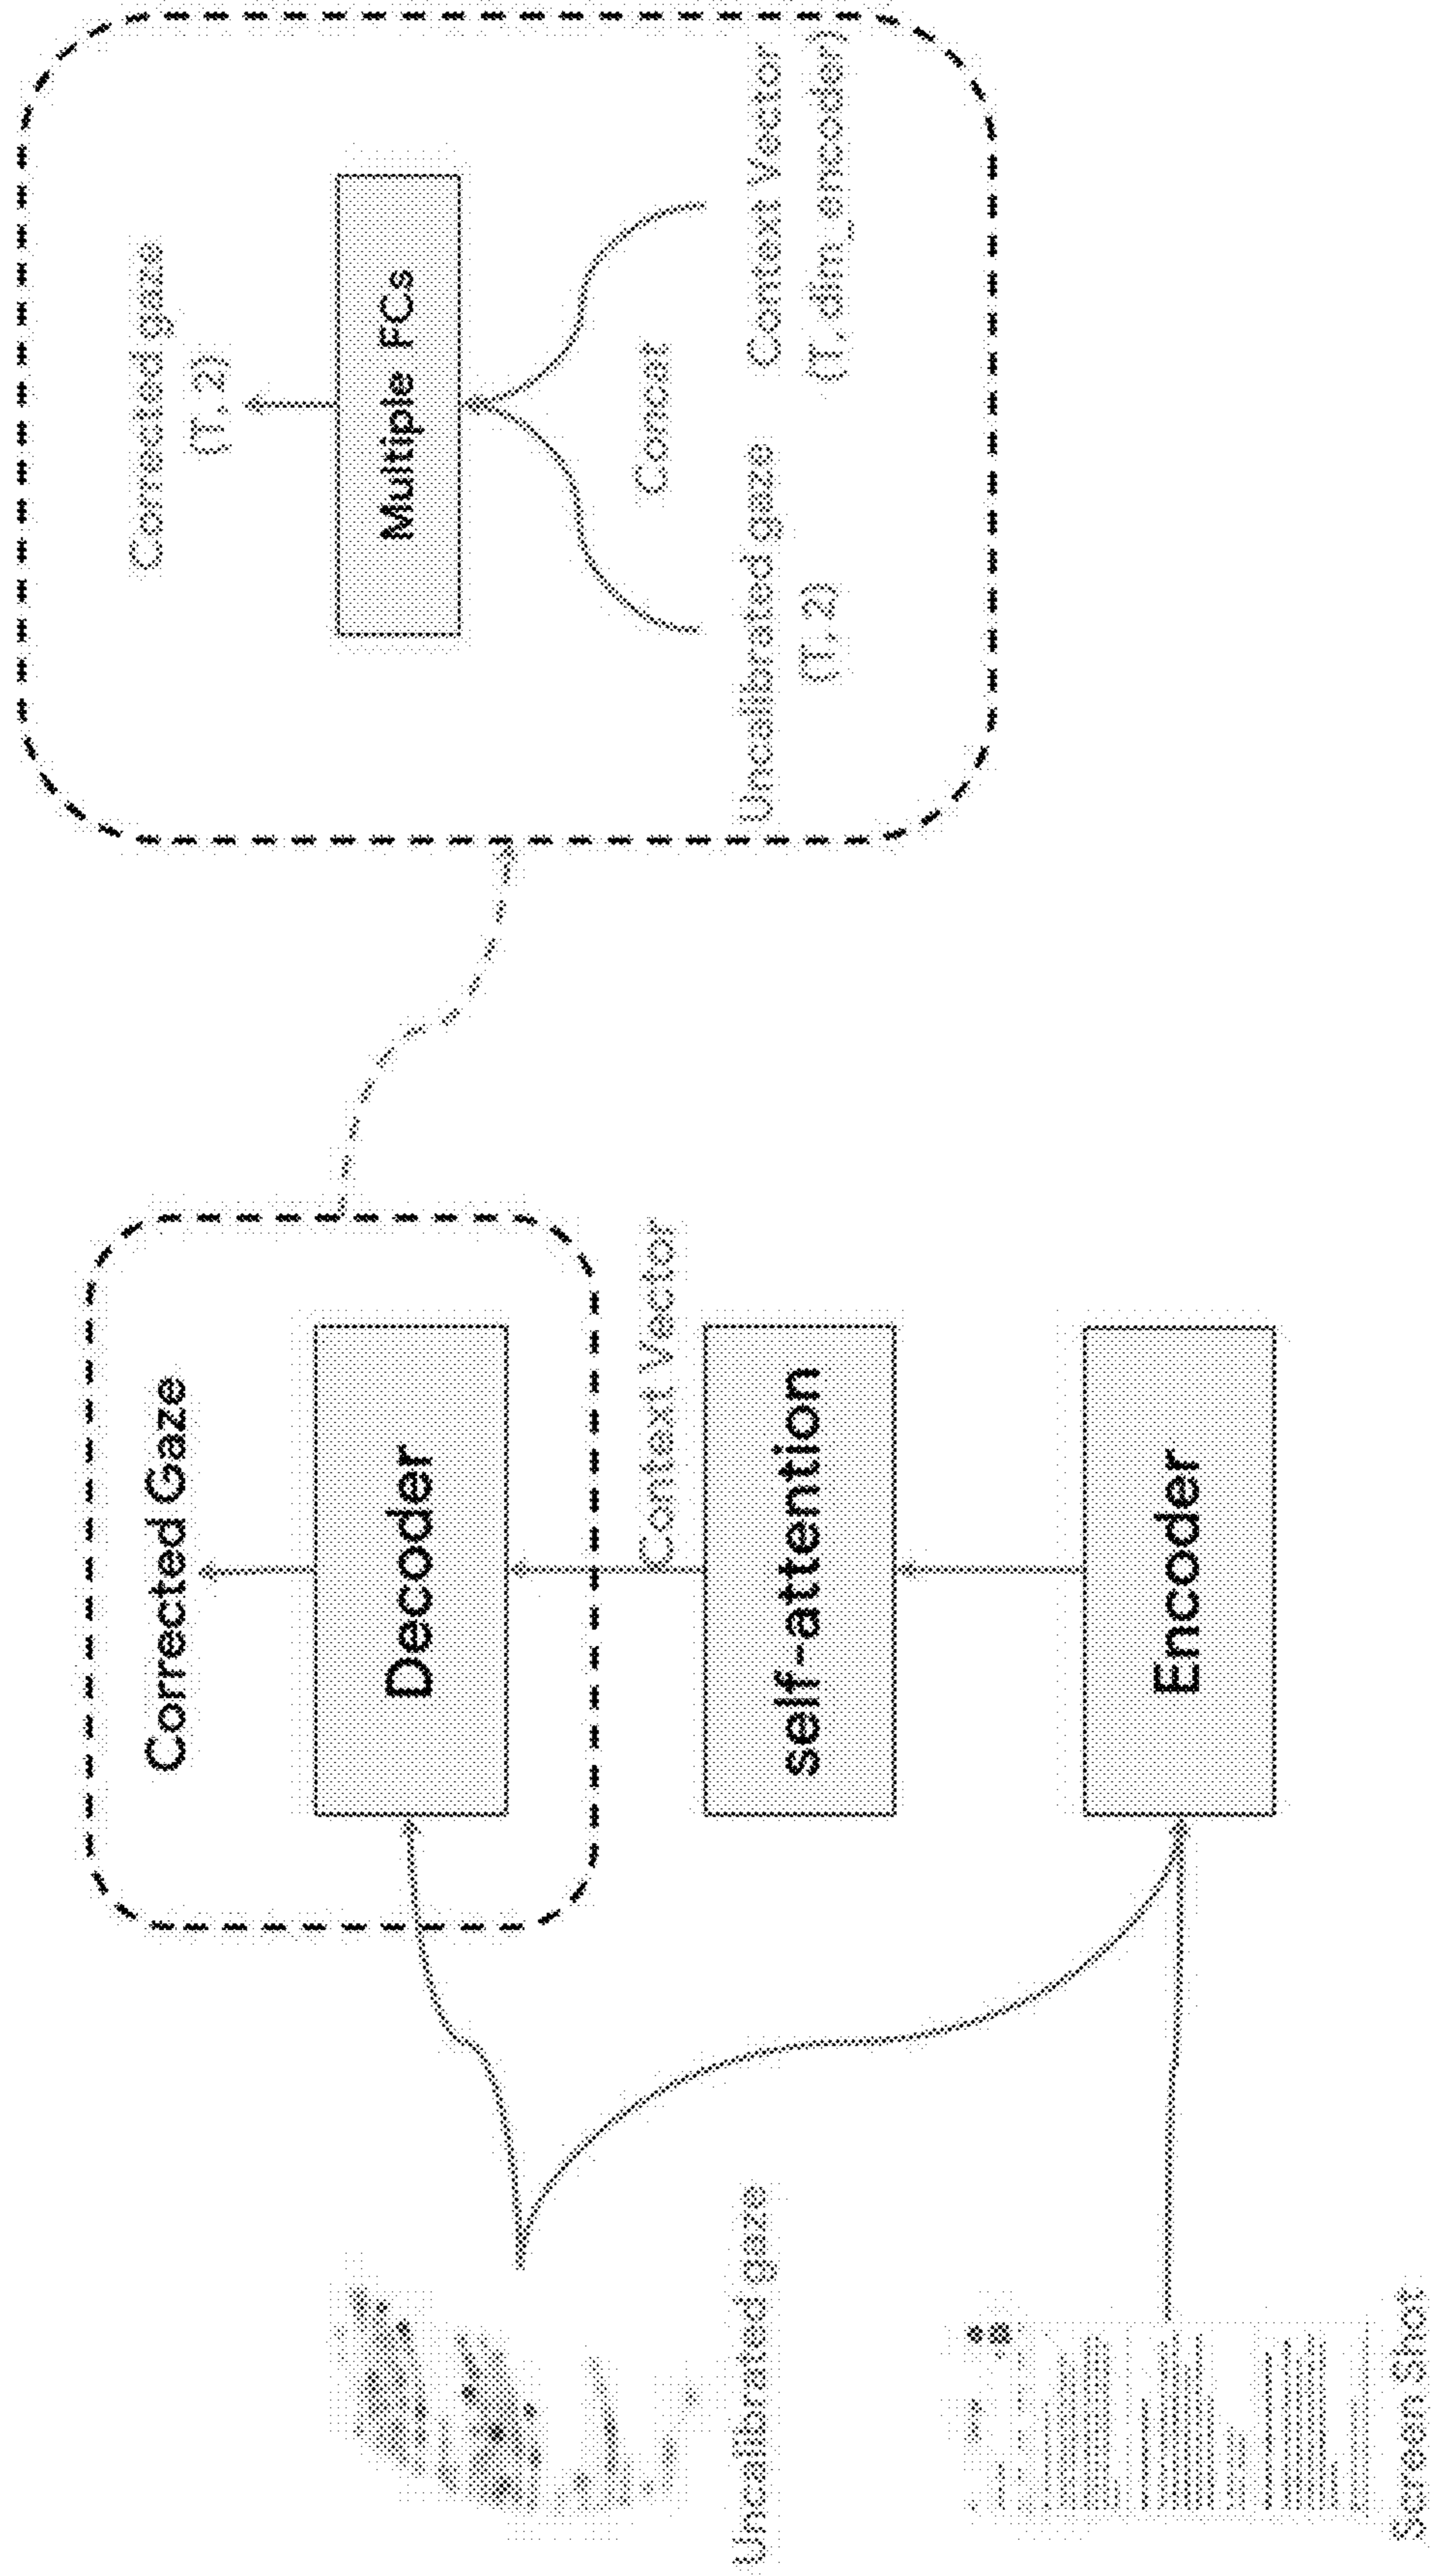 Uncalibrated gaze
Screen Shot
Corrected Gaze
Decoder
Context Vector
self-attention
Encoder
Corrected gaze
(T, 2)
Multiple FCs
Concat
Uncalibrated gaze
(T, 2)
Context Vector
(T, dim_encoder)